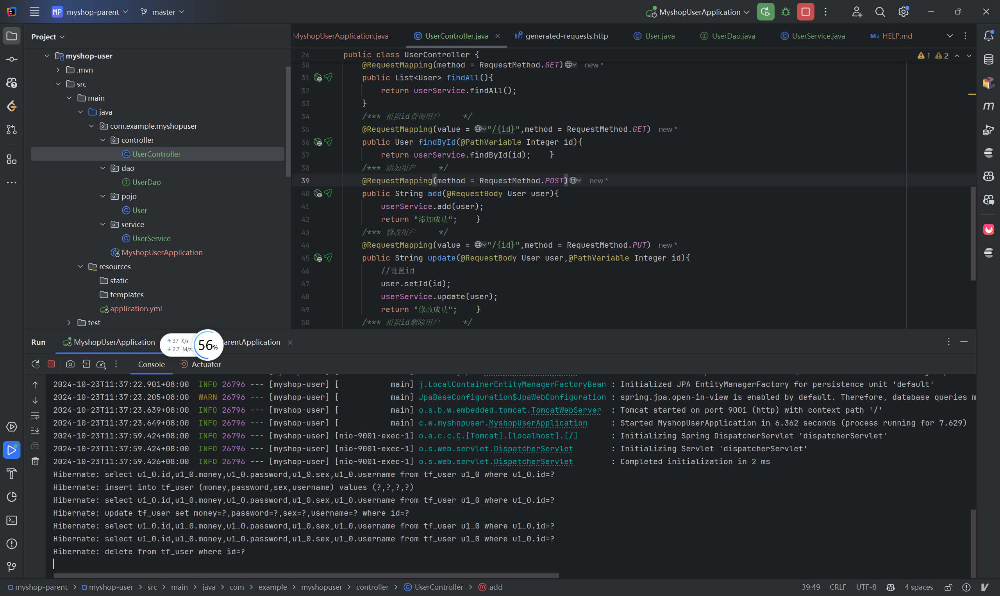 MP myshop-parent master MyshopUserApplication
Project
MyshopUserApplication.java UserController.java generated-requests.http User.java UserDao.java UserService.java HELP.md
myshop-user
.mvn
src
main
java
com.example.myshopuser
controller
UserController
dao
UserDao
pojo
User
service
UserService
MyshopUserApplication
resources
static
templates
application.yml
test
26 public class UserController {
1 2
30 @RequestMapping(method = RequestMethod.GET) new *
31 public List<User> findAll(){
32 return userService.findAll();
33 }
34 /*** 根据id查询用户 */
35 @RequestMapping(value = "/{id}",method = RequestMethod.GET) new *
36 public User findById(@PathVariable Integer id){
37 return userService.findById(id); }
38 /*** 添加用户 */
39 @RequestMapping(method = RequestMethod.POST) new *
40 public String add(@RequestBody User user){
41 userService.add(user);
42 return "添加成功"; }
43 /*** 修改用户 */
44 @RequestMapping(value = "/{id}",method = RequestMethod.PUT) new *
45 public String update(@RequestBody User user,@PathVariable Integer id){
46 //设置id
47 user.setId(id);
48 userService.update(user);
49 return "修改成功"; }
50 /*** 根据id删除用户 */
Run MyshopUserApplication arentApplication
37 K/s
2.7 M/s
56%
Console Actuator
2024-10-23T11:37:22.901+08:00 INFO 26796 --- [myshop-user] [ main] j.LocalContainerEntityManagerFactoryBean : Initialized JPA EntityManagerFactory for persistence unit 'default'
2024-10-23T11:37:23.205+08:00 WARN 26796 --- [myshop-user] [ main] JpaBaseConfiguration$JpaWebConfiguration : spring.jpa.open-in-view is enabled by default. Therefore, database queries m
2024-10-23T11:37:23.639+08:00 INFO 26796 --- [myshop-user] [ main] o.s.b.w.embedded.tomcat.TomcatWebServer : Tomcat started on port 9001 (http) with context path '/'
2024-10-23T11:37:23.649+08:00 INFO 26796 --- [myshop-user] [ main] c.e.myshopuser.MyshopUserApplication : Started MyshopUserApplication in 6.362 seconds (process running for 7.629)
2024-10-23T11:37:59.424+08:00 INFO 26796 --- [myshop-user] [nio-9001-exec-1] o.a.c.c.C.[Tomcat].[localhost].[/] : Initializing Spring DispatcherServlet 'dispatcherServlet'
2024-10-23T11:37:59.424+08:00 INFO 26796 --- [myshop-user] [nio-9001-exec-1] o.s.web.servlet.DispatcherServlet : Initializing Servlet 'dispatcherServlet'
2024-10-23T11:37:59.426+08:00 INFO 26796 --- [myshop-user] [nio-9001-exec-1] o.s.web.servlet.DispatcherServlet : Completed initialization in 2 ms
Hibernate: select u1_0.id,u1_0.money,u1_0.password,u1_0.sex,u1_0.username from tf_user u1_0 where u1_0.id=?
Hibernate: insert into tf_user (money,password,sex,username) values (?,?,?,?)
Hibernate: select u1_0.id,u1_0.money,u1_0.password,u1_0.sex,u1_0.username from tf_user u1_0 where u1_0.id=?
Hibernate: update tf_user set money=?,password=?,sex=?,username=? where id=?
Hibernate: select u1_0.id,u1_0.money,u1_0.password,u1_0.sex,u1_0.username from tf_user u1_0 where u1_0.id=?
Hibernate: select u1_0.id,u1_0.money,u1_0.password,u1_0.sex,u1_0.username from tf_user u1_0 where u1_0.id=?
Hibernate: delete from tf_user where id=?
myshop-parent > myshop-user > src > main > java > com > example > myshopuser > controller > UserController > add 39:49 CRLF UTF-8 4 spaces